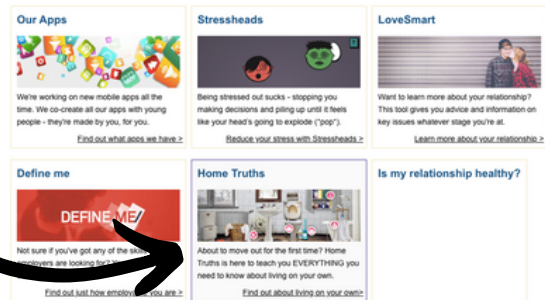 Our Apps
We're working on new mobile apps all the
time. We co-create all our apps with young
people - they're made by you, for you.
Find out what apps we have >
Stressheads
Being stressed out sucks - stopping you
making decisions and piling up until it feels
like your head's going to explode ("pop").
Reduce your stress with Stressheads >
LoveSmart
Want to learn more about your relationship?
This tool gives you advice and information on
key issues whatever stage you're at.
Learn more about your relationship >
Define me
DEFINE ME/
Not sure if you've got any of the
employers are looking for?
Find out just how you are >
Home Truths
About to move out for the first time? Home
Truths is here to teach you EVERYTHING you
need to know about living on your own.
Find out about living on your own>
Is my relationship healthy?